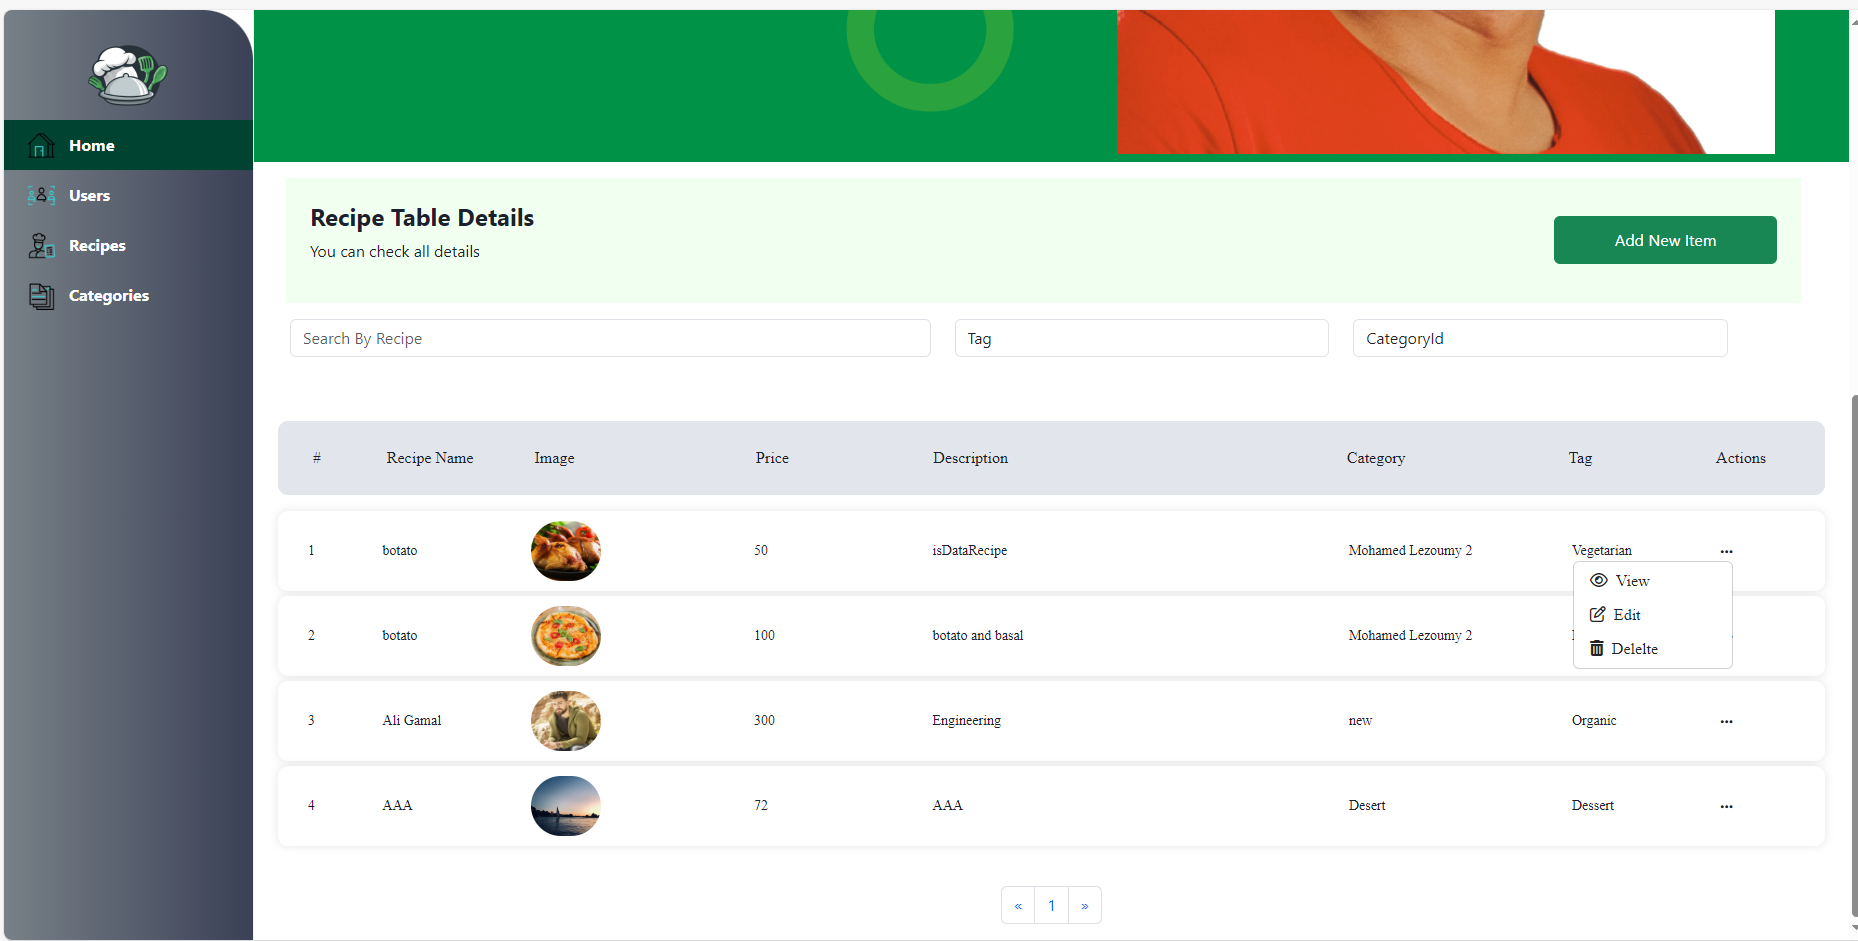 Home
Users
Recipes
Categories
Recipe Table Details
You can check all details
Add New Item
Search By Recipe
Tag
CategoryId
# Recipe Name Image Price Description Category Tag Actions
1 botato 50 isDataRecipe Mohamed Lezoumy 2 Vegetarian ...
View
Edit
Delelte
2 botato 100 botato and basal Mohamed Lezoumy 2
3 Ali Gamal 300 Engineering new Organic ...
4 AAA 72 AAA Desert Dessert ...
« 1 »